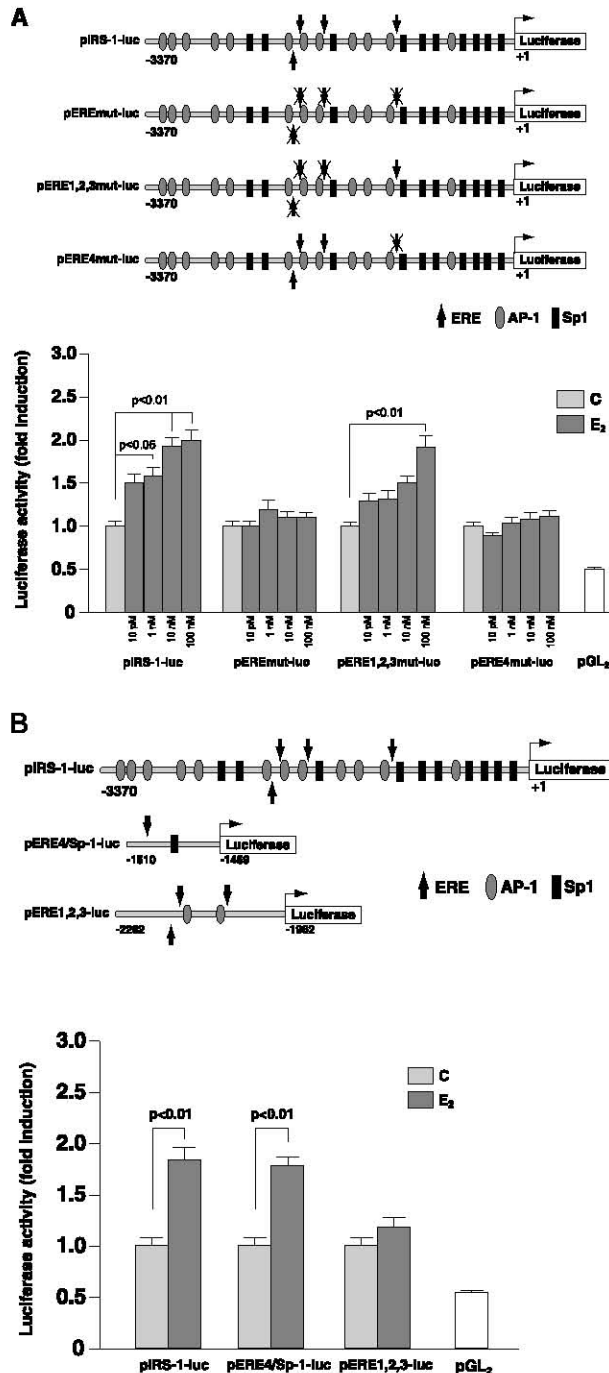 A
pIRS-1-luc
-3370
Luciferase
+1
pEREmut-luc
-3370
Luciferase
+1
pERE1,2,3mut-luc
-3370
Luciferase
+1
pERE4mut-luc
-3370
Luciferase
+1
ERE AP-1 Sp1
Luciferase activity (fold induction)
3.0
2.5
2.0
1.5
1.0
0.5
0
p<0.01
p<0.05
p<0.01
C
E₂
10 pM 1 nM 10 nM 100 nM
10 pM 1 nM 10 nM 100 nM
10 pM 1 nM 10 nM 100 nM
10 pM 1 nM 10 nM 100 nM
pIRS-1-luc pEREmut-luc pERE1,2,3mut-luc pERE4mut-luc pGL₂
B
pIRS-1-luc
-3370
Luciferase
+1
pERE4/Sp-1-luc
-1510
Luciferase
-1459
pERE1,2,3-luc
-2262
Luciferase
-1962
ERE AP-1 Sp1
Luciferase activity (fold induction)
3.0
2.5
2.0
1.5
1.0
0.5
0
p<0.01
p<0.01
C
E₂
pIRS-1-luc pERE4/Sp-1-luc pERE1,2,3-luc pGL₂